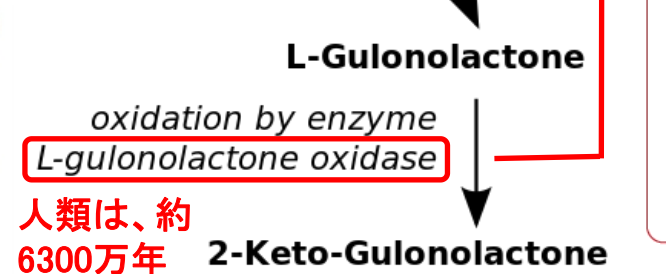 L-Gulonolactone
oxidation by enzyme
L-gulonolactone oxidase
人類は、約
6300万年
2-Keto-Gulonolactone